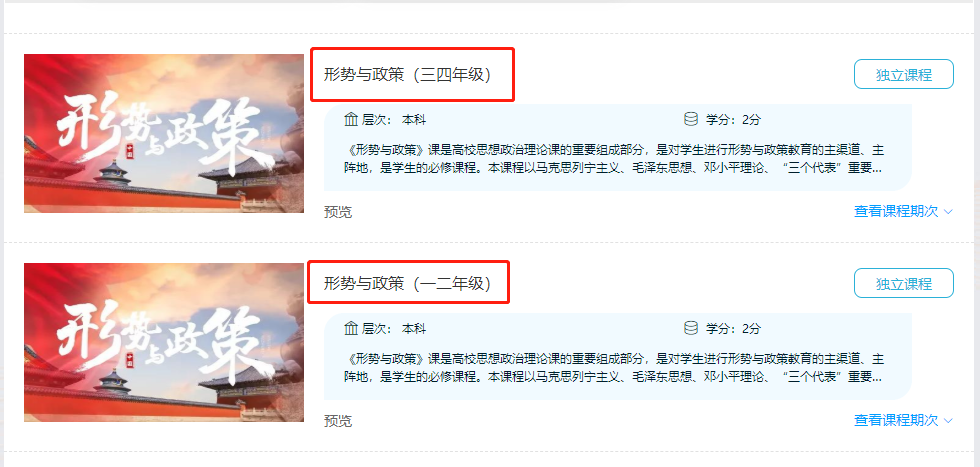 形势与政策
形势与政策（三四年级）
独立课程
层次： 本科
学分：2分
《形势与政策》课是高校思想政治理论课的重要组成部分，是对学生进行形势与政策教育的主渠道、主
阵地，是学生的必修课程。本课程以马克思列宁主义、毛泽东思想、邓小平理论、“三个代表”重要...
预览
查看课程期次
形势与政策
形势与政策（一二年级）
独立课程
层次： 本科
学分：2分
《形势与政策》课是高校思想政治理论课的重要组成部分，是对学生进行形势与政策教育的主渠道、主
阵地，是学生的必修课程。本课程以马克思列宁主义、毛泽东思想、邓小平理论、“三个代表”重要...
预览
查看课程期次